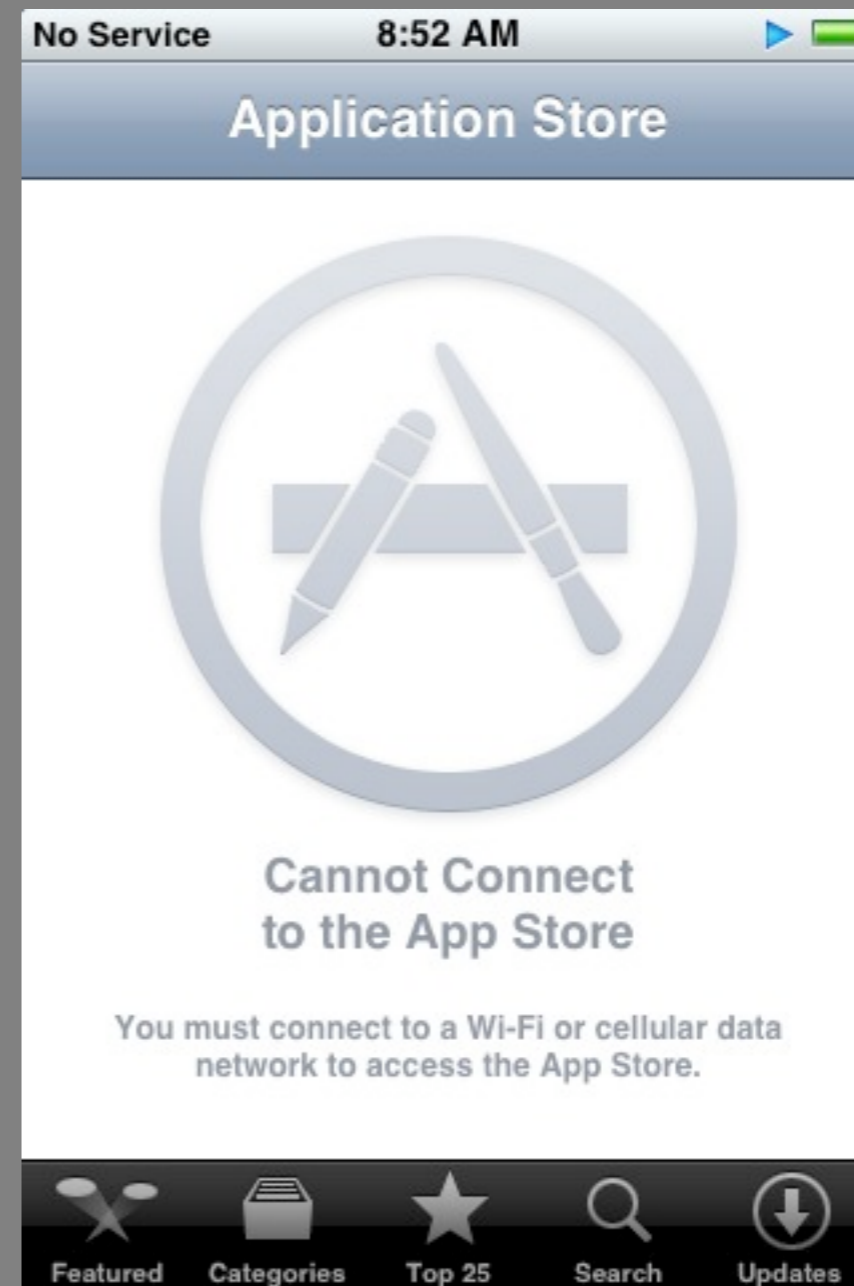 No Service 8:52 AM
Application Store
Cannot Connect
to the App Store
You must connect to a Wi-Fi or cellular data
network to access the App Store.
Featured Categories Top 25 Search Updates